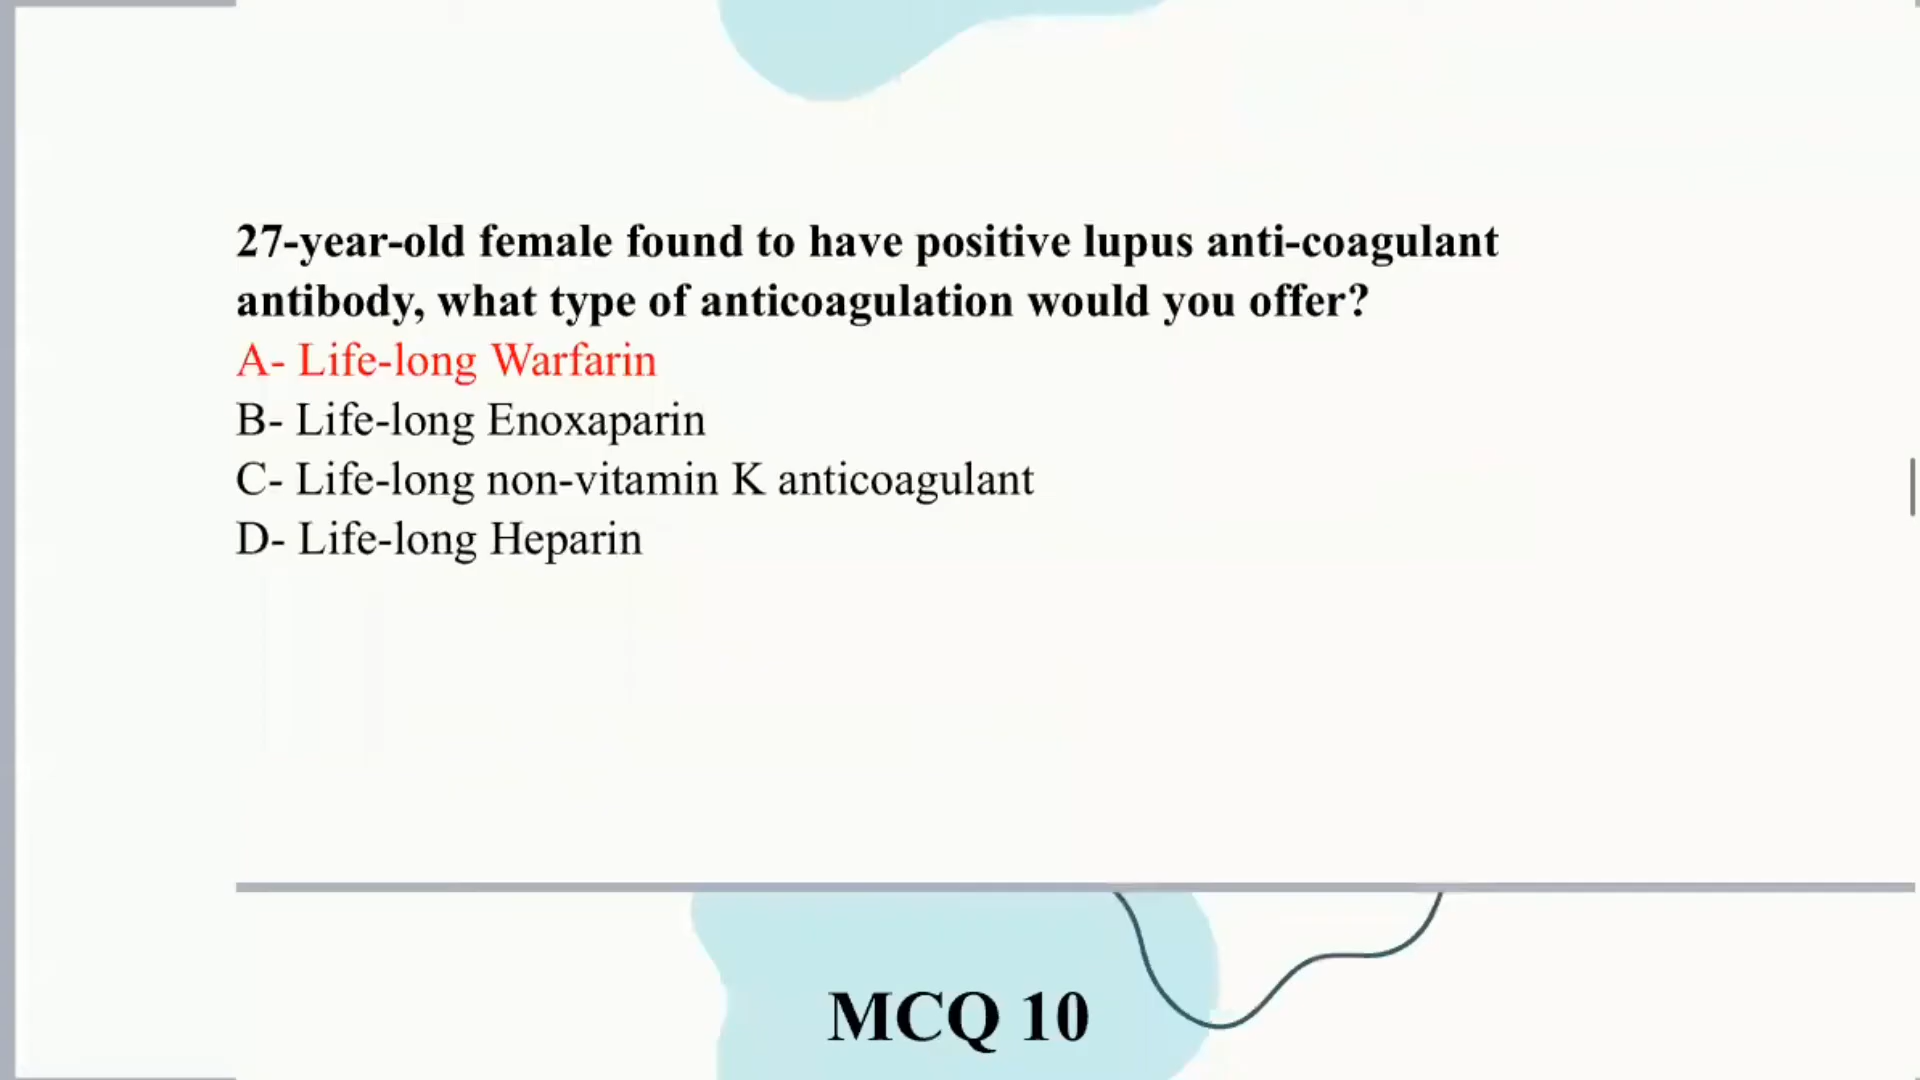 27-year-old female found to have positive lupus anti-coagulant
antibody, what type of anticoagulation would you offer?
A- Life-long Warfarin
B- Life-long Enoxaparin
C- Life-long non-vitamin K anticoagulant
D- Life-long Heparin
MCQ 10